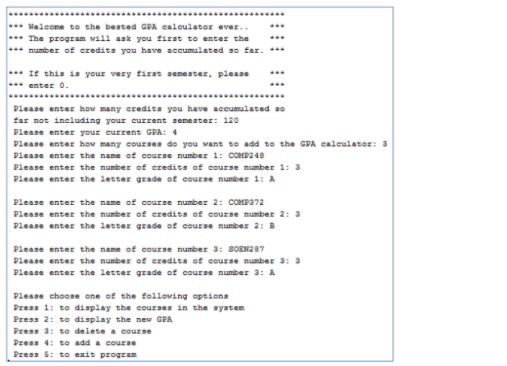 *****************************************************
*** Welcome to the bested GPA calculator ever.. ***
*** The program will ask you first to enter the ***
*** number of credits you have accumulated so far. ***
*** If this is your very first semester, please ***
*** enter 0. ***
*****************************************************
Please enter how many credits you have accumulated so
far not including your current semester: 120
Please enter your current GPA: 4
Please enter how many courses do you want to add to the GPA calculator: 3
Please enter the name of course number 1: COMP248
Please enter the number of credits of course number 1: 3
Please enter the letter grade of course number 1: A
Please enter the name of course number 2: COMP372
Please enter the number of credits of course number 2: 3
Please enter the letter grade of course number 2: B
Please enter the name of course number 3: SOEN287
Please enter the number of credits of course number 3: 3
Please enter the letter grade of course number 3: A
Please choose one of the following options
Press 1: to display the courses in the system
Press 2: to display the new GPA
Press 3: to delete a course
Press 4: to add a course
Press 5: to exit program